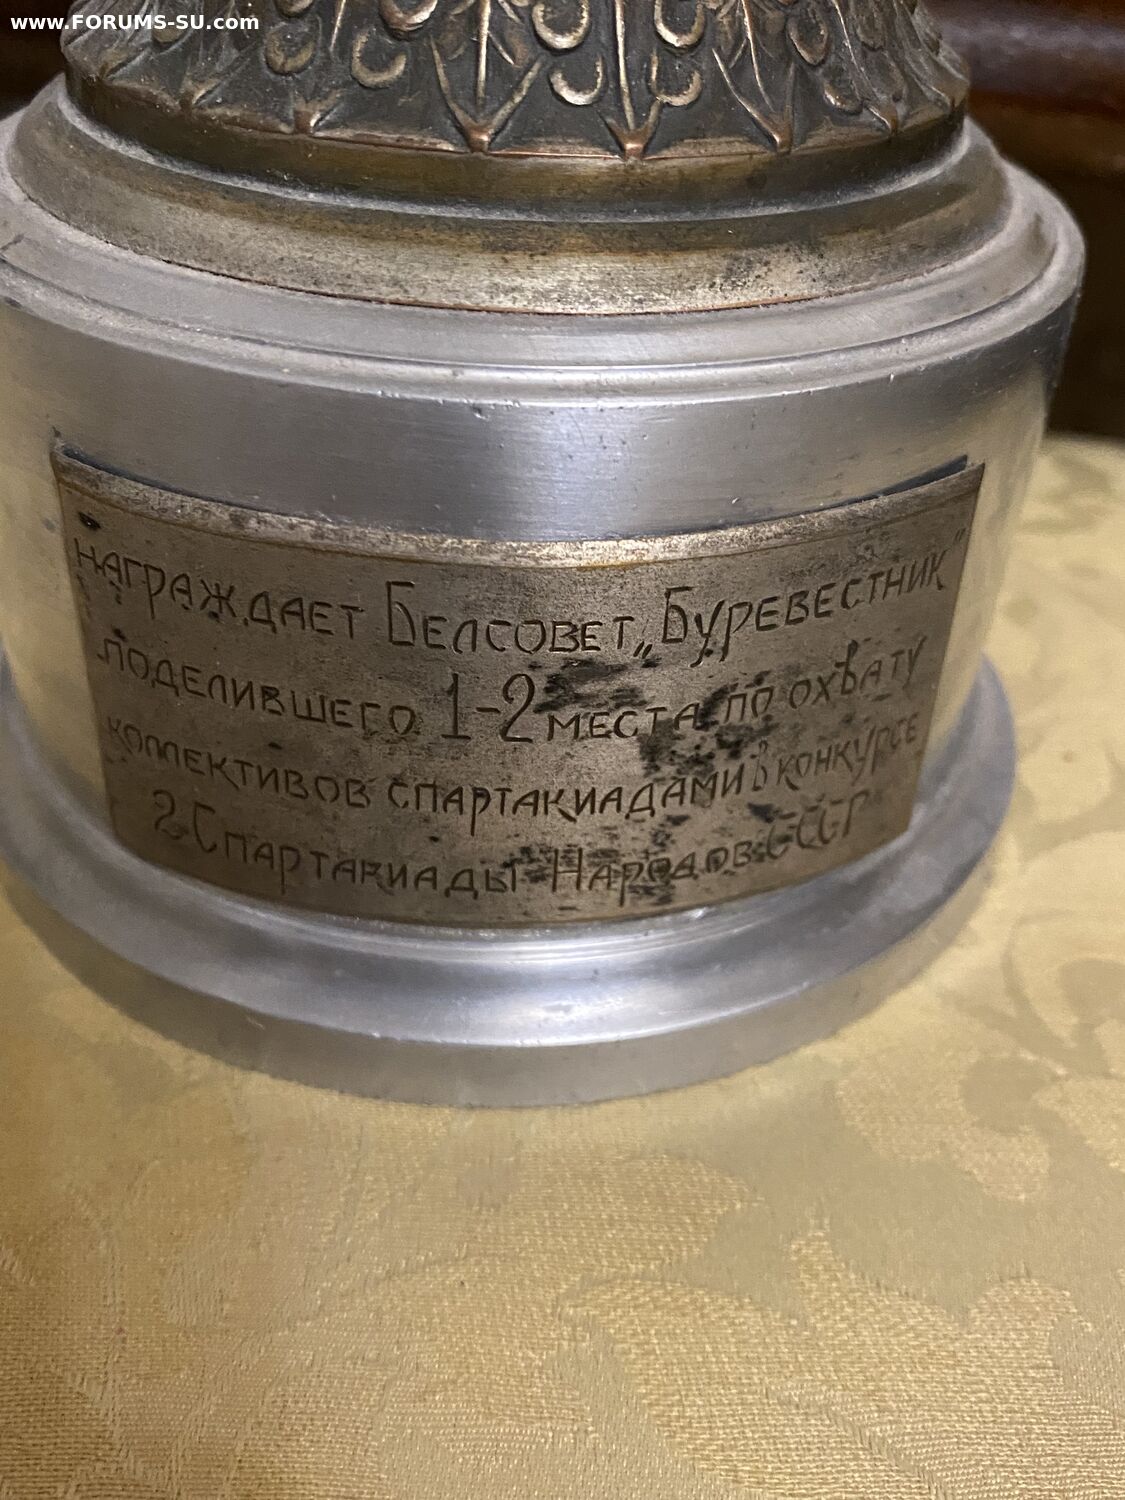 www.FORUMS-SU.com
НАГРАЖДАЕТ БЕЛСОВЕТ „БУРЕВЕСТНИК"
ПОДЕЛИВШЕГО 1-2 МЕСТА ПО ОХВАТУ
КОЛЛЕКТИВОВ СПАРТАКИАДАМИ В КОНКУРСЕ
2 СПАРТАКИАДЫ НАРОДОВ СССР